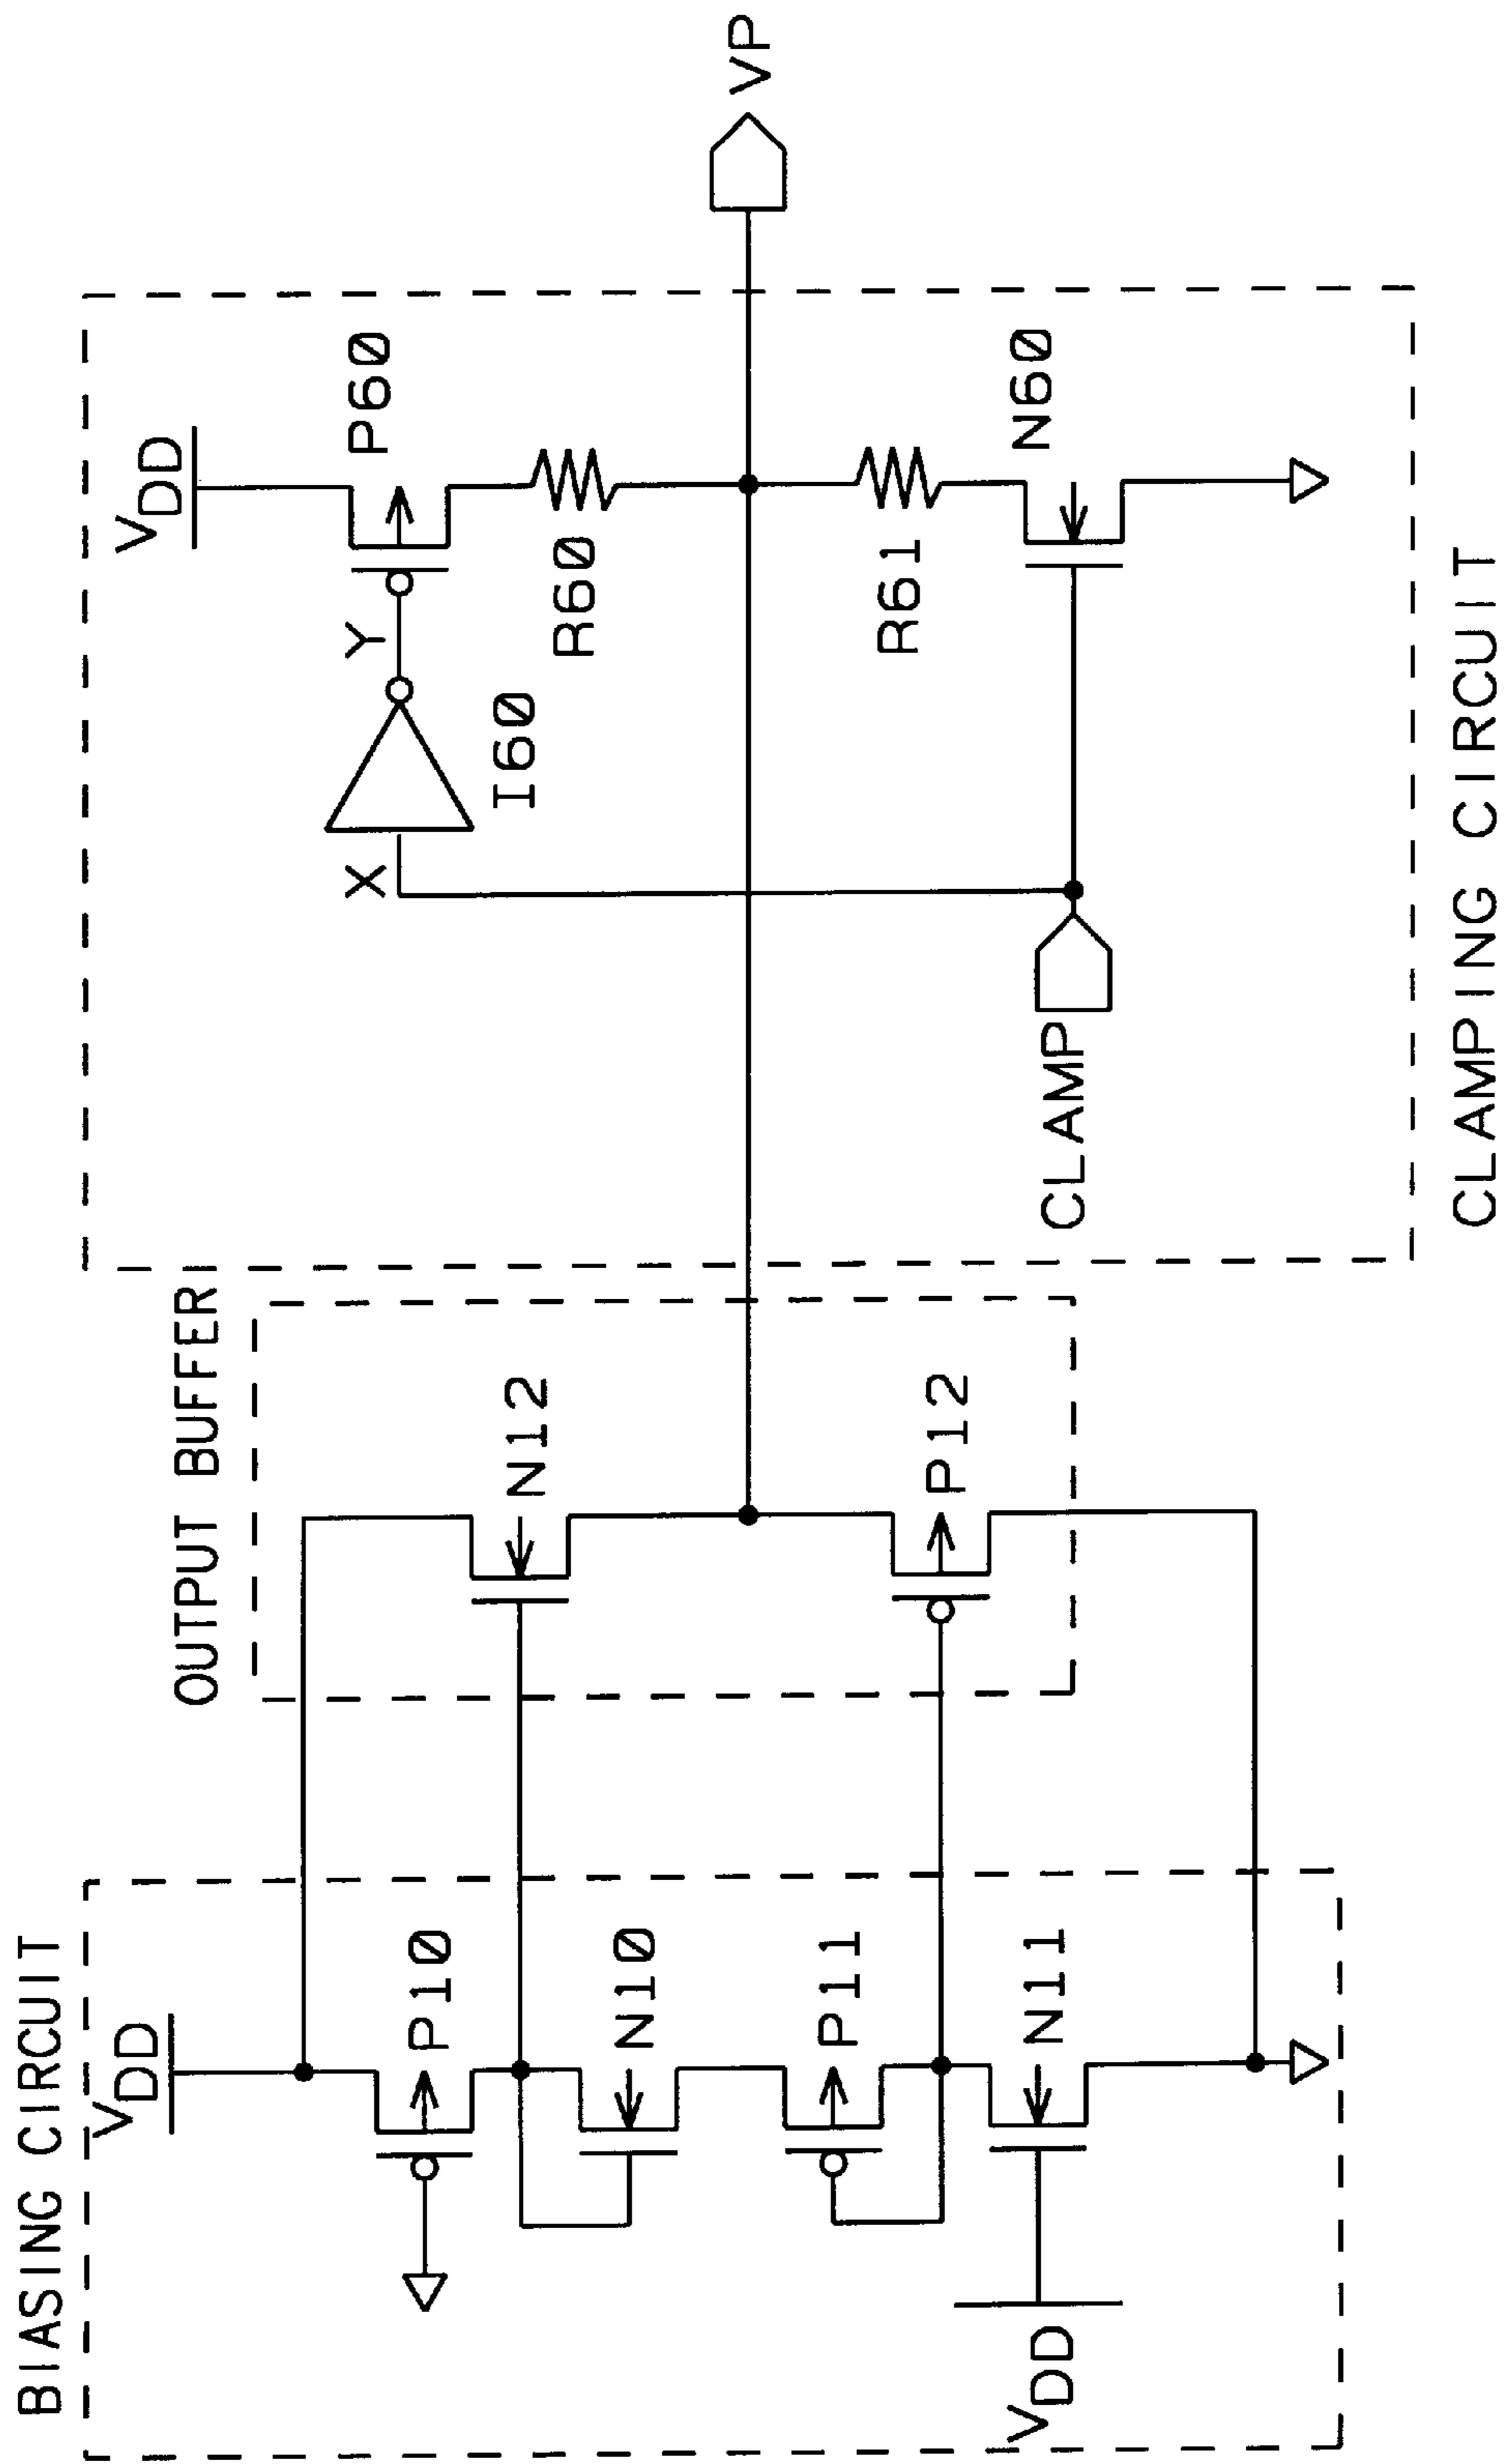 BIASING CIRCUIT
VDD
P10
N10
P11
N11
VDD
OUTPUT BUFFER
N12
P12
VDD
P60
Y
I60
X
R60
R61
N60
CLAMP
VP
CLAMPING CIRCUIT